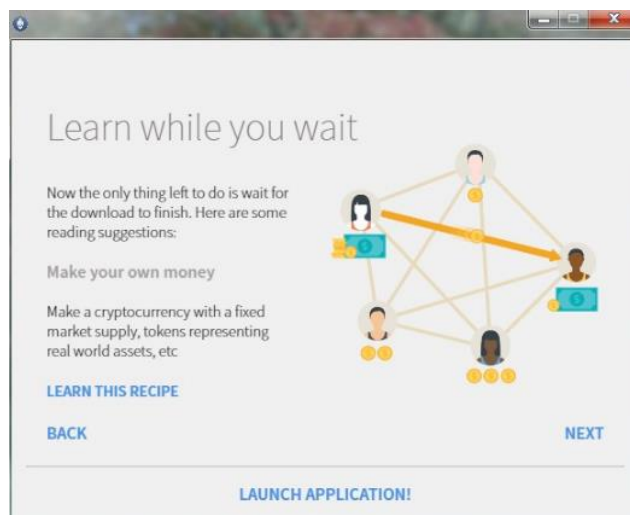 Learn while you wait
Now the only thing left to do is wait for
the download to finish. Here are some
reading suggestions:
Make your own money
Make a cryptocurrency with a fixed
market supply, tokens representing
real world assets, etc
LEARN THIS RECIPE
BACK
NEXT
LAUNCH APPLICATION!